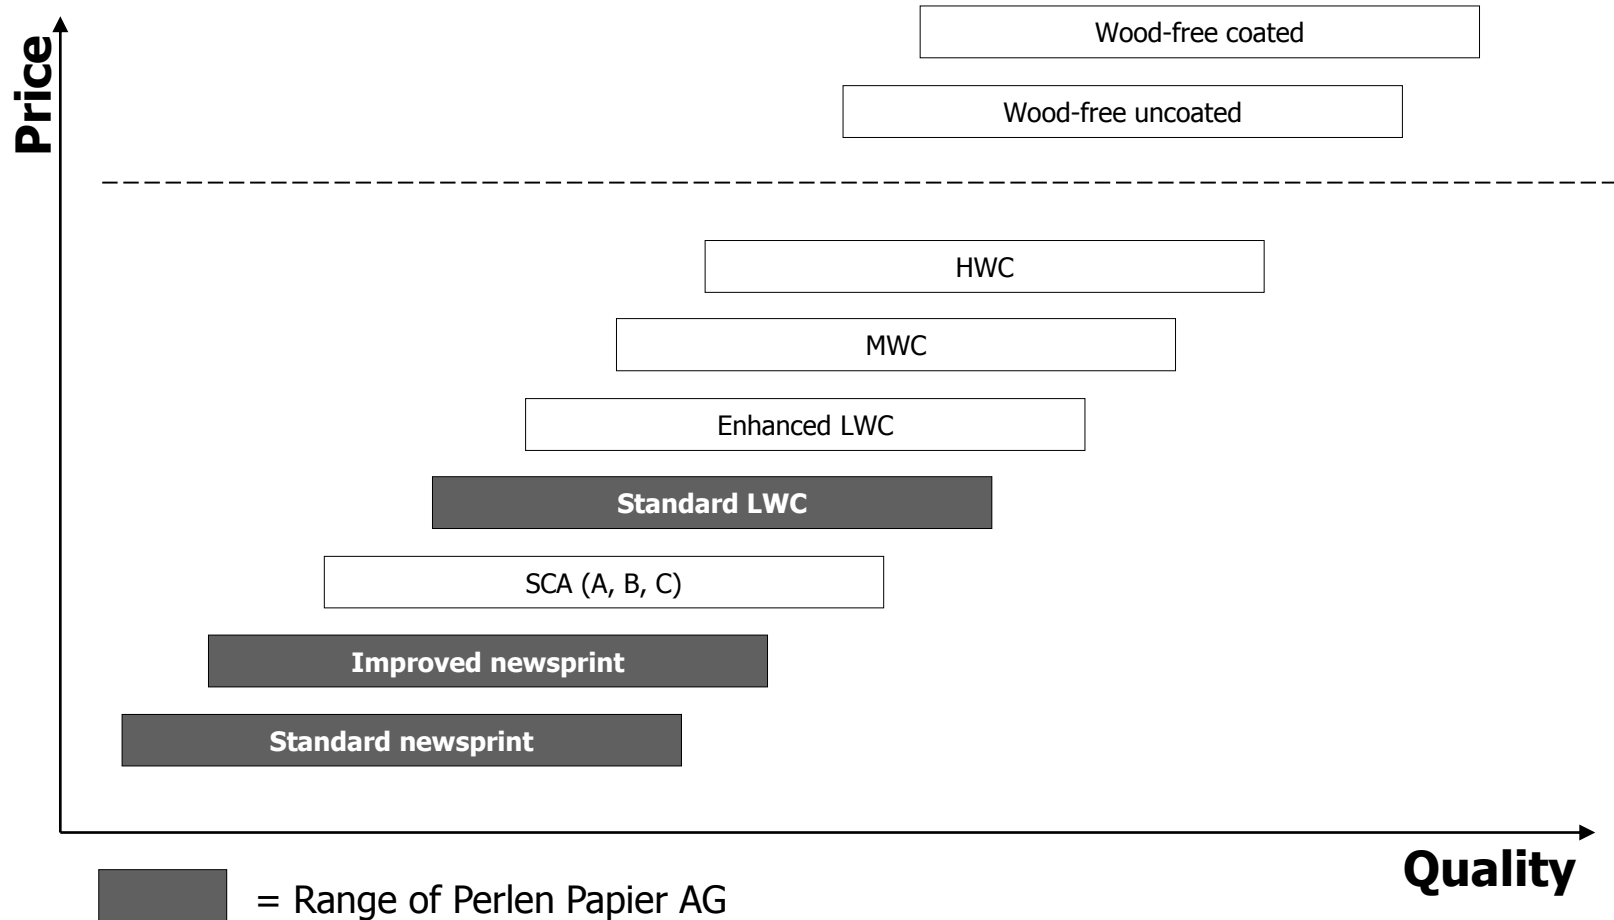 Price
Wood-free coated
Wood-free uncoated
HWC
MWC
Enhanced LWC
Standard LWC
SCA (A, B, C)
Improved newsprint
Standard newsprint
Quality
= Range of Perlen Papier AG